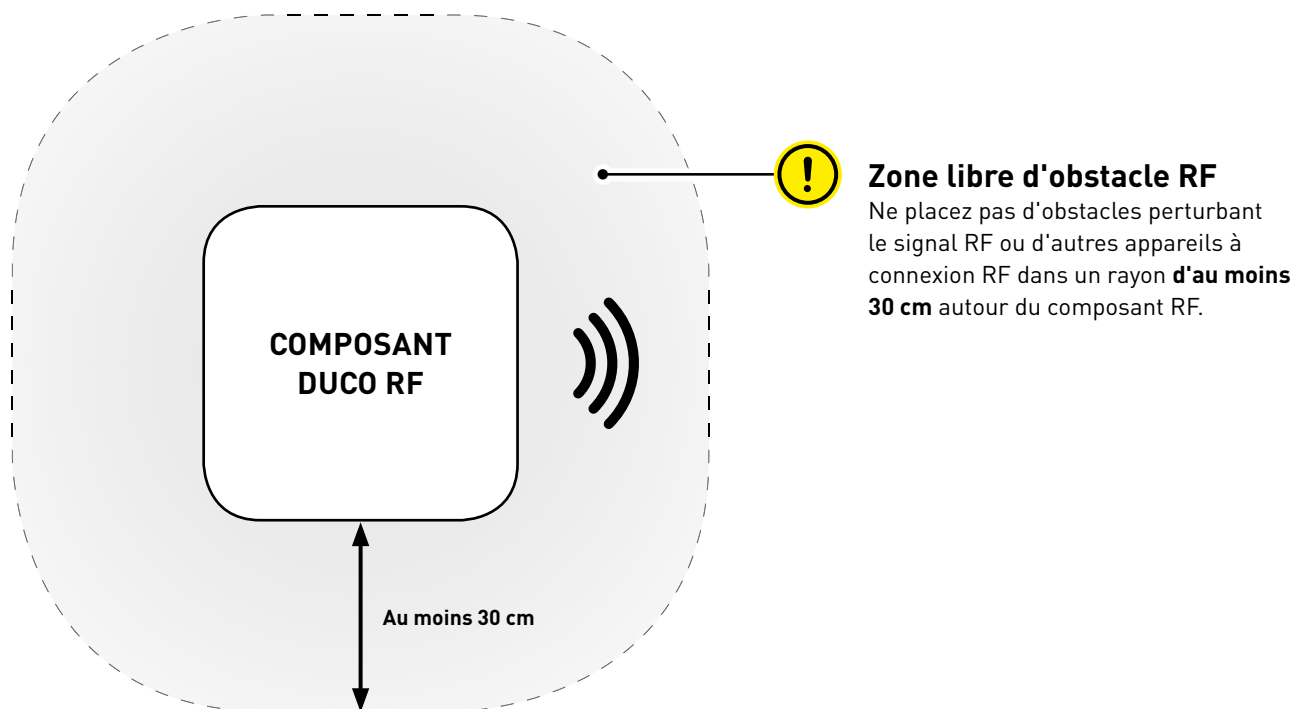 Zone libre d'obstacle RF
Ne placez pas d'obstacles perturbant
le signal RF ou d'autres appareils à
connexion RF dans un rayon d'au moins
30 cm autour du composant RF.
COMPOSANT
DUCO RF
Au moins 30 cm